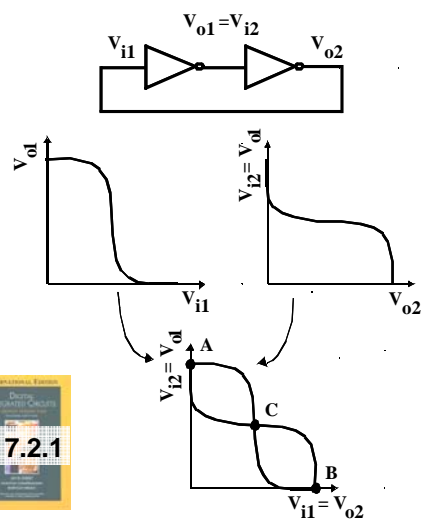 V_o1 = V_i2
V_i1
V_o2
V_o1
V_i1
V_i2 = V_o1
V_o2
V_i2 = V_o1
A
C
B
V_i1 = V_o2
DIGITAL
INTEGRATED CIRCUITS
7.2.1